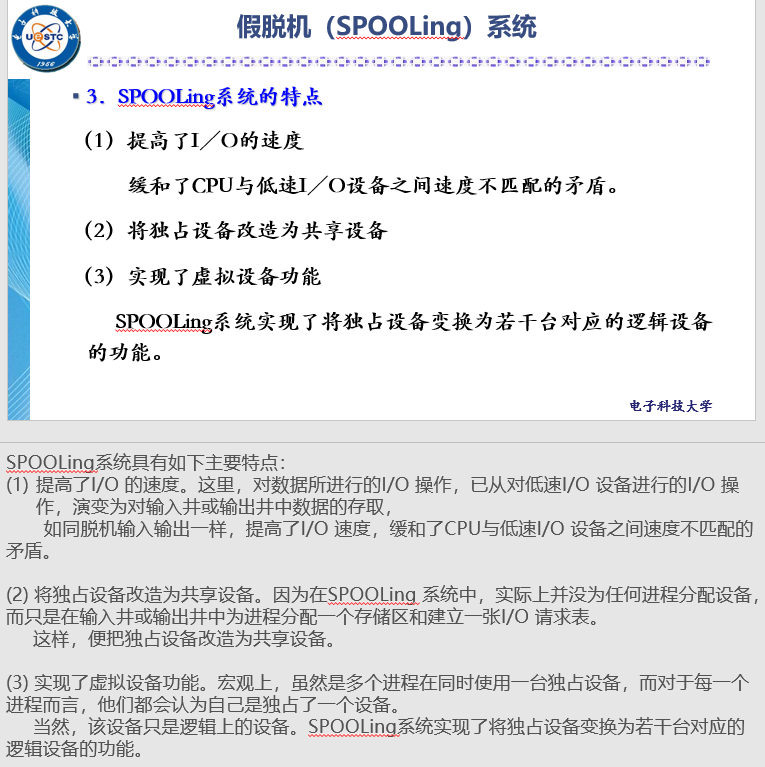 电子科技大学
UeSTC
1956
假脱机（SPOOLing）系统
▪ 3．SPOOLing系统的特点
（1）提高了I／O的速度
缓和了CPU与低速I／O设备之间速度不匹配的矛盾。
（2）将独占设备改造为共享设备
（3）实现了虚拟设备功能
SPOOLing系统实现了将独占设备变换为若干台对应的逻辑设备
的功能。
电子科技大学
SPOOLing系统具有如下主要特点：
(1) 提高了I/O 的速度。这里，对数据所进行的I/O 操作，已从对低速I/O 设备进行的I/O 操
作，演变为对输入井或输出井中数据的存取，
如同脱机输入输出一样，提高了I/O 速度，缓和了CPU与低速I/O 设备之间速度不匹配的
矛盾。
(2) 将独占设备改造为共享设备。因为在SPOOLing 系统中，实际上并没为任何进程分配设备，
而只是在输入井或输出井中为进程分配一个存储区和建立一张I/O 请求表。
这样，便把独占设备改造为共享设备。
(3) 实现了虚拟设备功能。宏观上，虽然是多个进程在同时使用一台独占设备，而对于每一个
进程而言，他们都会认为自己是独占了一个设备。
当然，该设备只是逻辑上的设备。SPOOLing系统实现了将独占设备变换为若干台对应的
逻辑设备的功能。